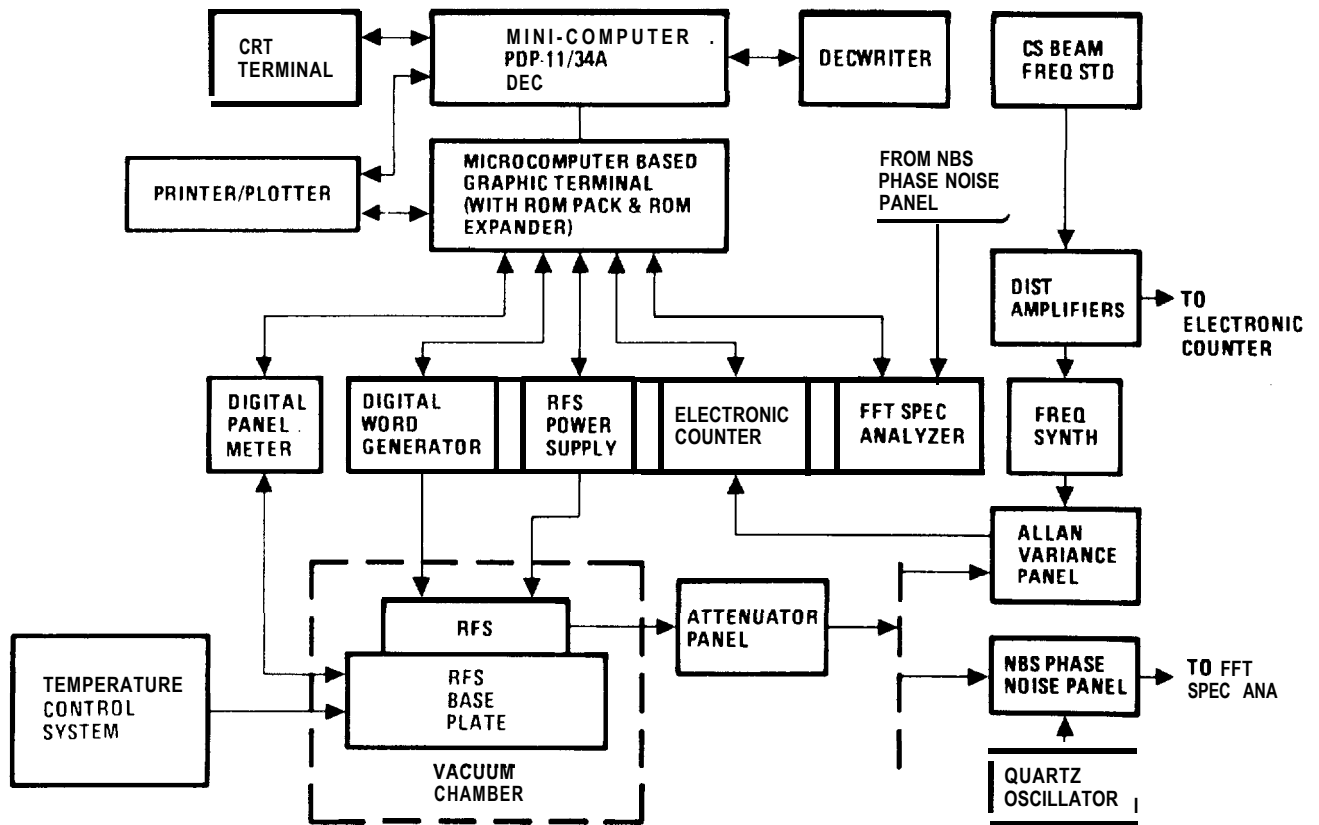 CRT
TERMINAL
MINI-COMPUTER .
PDP-11/34A
DEC
DECWRITER
CS BEAM
FREQ STD
PRINTER/PLOTTER
MICROCOMPUTER BASED
GRAPHIC TERMINAL
(WITH ROM PACK & ROM
EXPANDER)
FROM NBS
PHASE NOISE
PANEL
DIST
AMPLIFIERS
TO
ELECTRONIC
COUNTER
DIGITAL
PANEL .
METER
DIGITAL
WORD
GENERATOR
RFS
POWER
SUPPLY
ELECTRONIC
COUNTER
FFT SPEC
ANALYZER
FREQ
SYNTH
ALLAN
VARIANCE
PANEL
RFS
ATTENUATOR
PANEL
TEMPERATURE
CONTROL
SYSTEM
RFS
BASE
PLATE
NBS PHASE
NOISE PANEL
TO FFT
SPEC ANA
VACUUM
CHAMBER
QUARTZ
OSCILLATOR